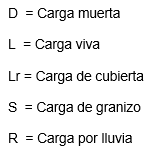 D = Carga muerta
L = Carga viva
Lr = Carga de cubierta
S = Carga de granizo
R = Carga por lluvia